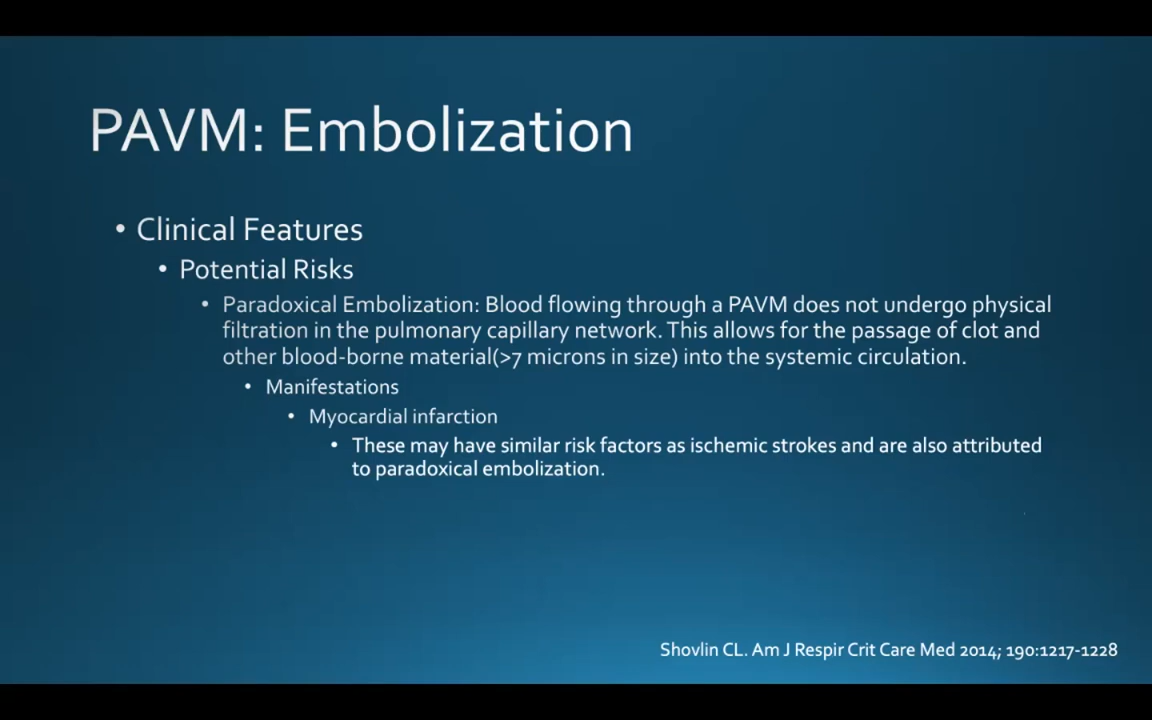 PAVM: Embolization
• Clinical Features
• Potential Risks
• Paradoxical Embolization: Blood flowing through a PAVM does not undergo physical
filtration in the pulmonary capillary network. This allows for the passage of clot and
other blood-borne material(>7 microns in size) into the systemic circulation.
• Manifestations
• Myocardial infarction
• These may have similar risk factors as ischemic strokes and are also attributed
to paradoxical embolization.
Shovlin CL. Am J Respir Crit Care Med 2014; 190:1217-1228